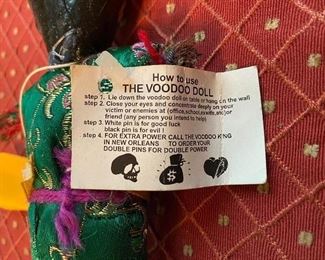 How to use
THE VOODOO DOLL
step 1. Lie down the voodoo doll on table or hang on the wall
step 2. Close your eyes and concentrate deeply on your
victim or enemies at (office,school,exwife,etc)or
friend (any person you intend to help)
step 3. White pin is for good luck
black pin is for evil !
step 4. FOR EXTRA POWER CALL THE VOODOO KING
IN NEW ORLEANS TO ORDER YOUR
DOUBLE PINS FOR DOUBLE POWER
$